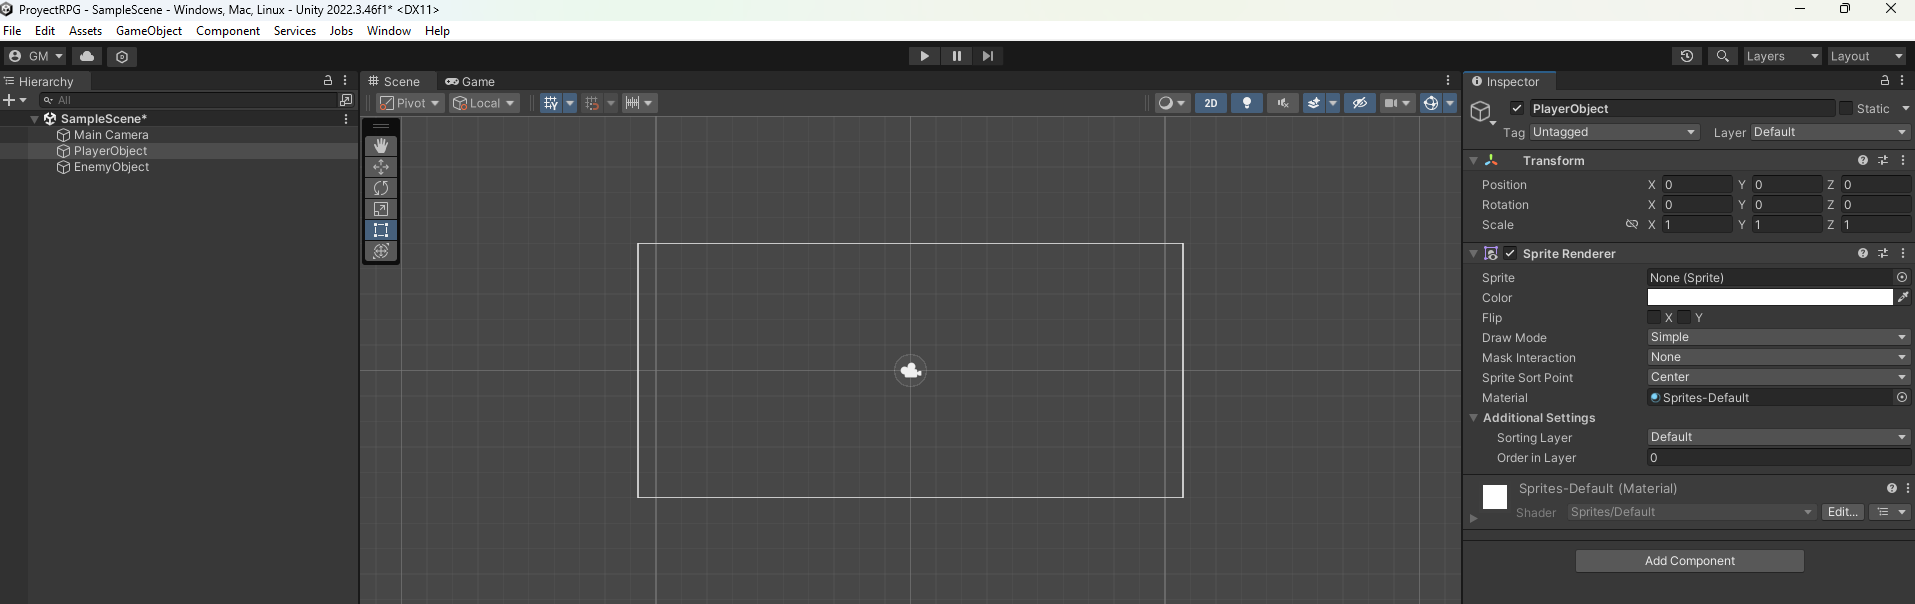 ProyectRPG - SampleScene - Windows, Mac, Linux - Unity 2022.3.46f1* <DX11>
File Edit Assets GameObject Component Services Jobs Window Help
GM
Layers Layout
Hierarchy
All
SampleScene*
Main Camera
PlayerObject
EnemyObject
Scene Game
Pivot Local 2D
Inspector
PlayerObject Static
Tag Untagged Layer Default
Transform
Position X 0 Y 0 Z 0
Rotation X 0 Y 0 Z 0
Scale X 1 Y 1 Z 1
Sprite Renderer
Sprite None (Sprite)
Color
Flip X Y
Draw Mode Simple
Mask Interaction None
Sprite Sort Point Center
Material Sprites-Default
Additional Settings
Sorting Layer Default
Order in Layer 0
Sprites-Default (Material)
Shader Sprites/Default Edit...
Add Component